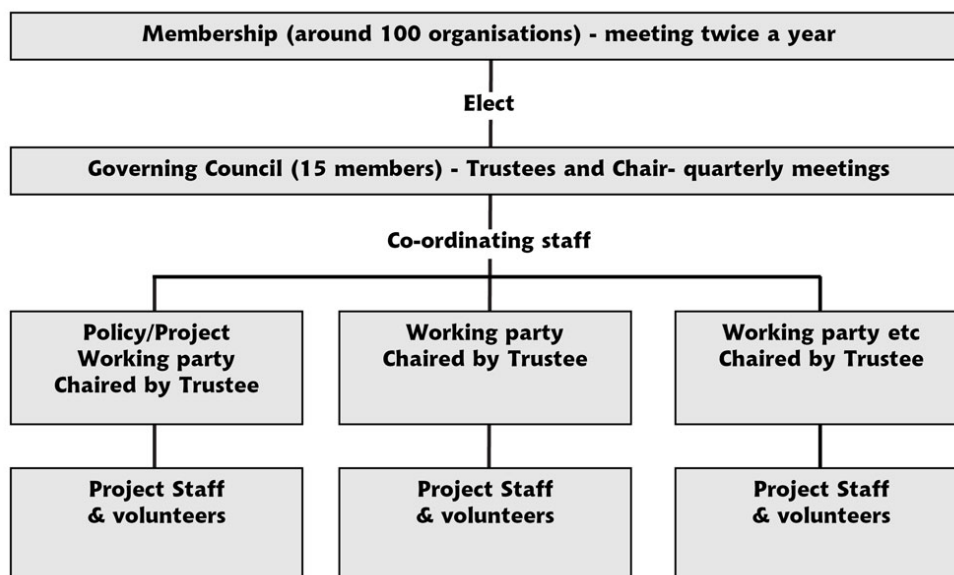 Membership (around 100 organisations) - meeting twice a year
Elect
Governing Council (15 members) - Trustees and Chair- quarterly meetings
Co-ordinating staff
Policy/Project
Working party
Chaired by Trustee
Working party
Chaired by Trustee
Working party etc
Chaired by Trustee
Project Staff
& volunteers
Project Staff
& volunteers
Project Staff
& volunteers